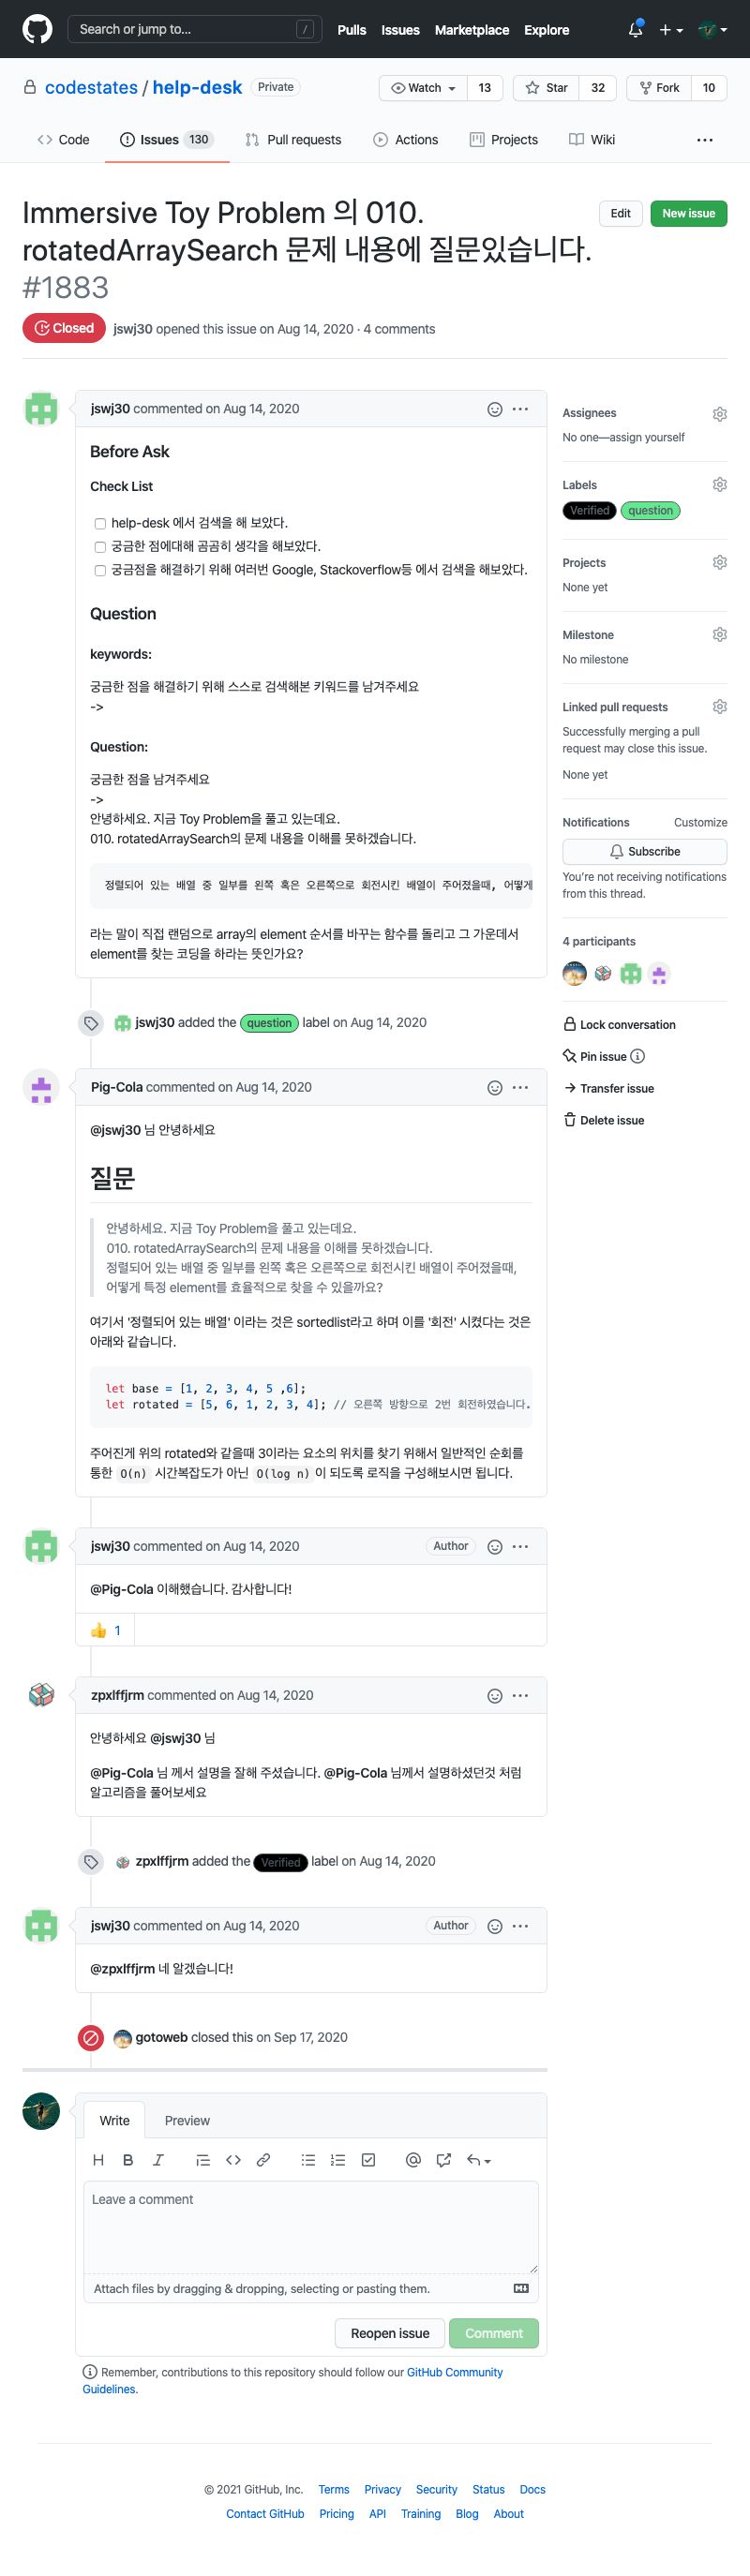 Search or jump to...
/
Pulls Issues Marketplace Explore
codestates / help-desk Private
Watch 13 Star 32 Fork 10
Code Issues 130 Pull requests Actions Projects Wiki
Immersive Toy Problem 의 010.
rotatedArraySearch 문제 내용에 질문있습니다.
#1883
Edit New issue
Closed jswj30 opened this issue on Aug 14, 2020 · 4 comments
jswj30 commented on Aug 14, 2020
Before Ask
Check List
help-desk 에서 검색을 해 보았다.
궁금한 점에대해 곰곰히 생각을 해보았다.
궁금점을 해결하기 위해 여러번 Google, Stackoverflow등 에서 검색을 해보았다.
Question
keywords:
궁금한 점을 해결하기 위해 스스로 검색해본 키워드를 남겨주세요
->
Question:
궁금한 점을 남겨주세요
->
안녕하세요. 지금 Toy Problem을 풀고 있는데요.
010. rotatedArraySearch의 문제 내용을 이해를 못하겠습니다.
정렬되어 있는 배열 중 일부를 왼쪽 혹은 오른쪽으로 회전시킨 배열이 주어졌을때, 어떻게
라는 말이 직접 랜덤으로 array의 element 순서를 바꾸는 함수를 돌리고 그 가운데서
element를 찾는 코딩을 하라는 뜻인가요?
jswj30 added the question label on Aug 14, 2020
Pig-Cola commented on Aug 14, 2020
@jswj30 님 안녕하세요
질문
안녕하세요. 지금 Toy Problem을 풀고 있는데요.
010. rotatedArraySearch의 문제 내용을 이해를 못하겠습니다.
정렬되어 있는 배열 중 일부를 왼쪽 혹은 오른쪽으로 회전시킨 배열이 주어졌을때,
어떻게 특정 element를 효율적으로 찾을 수 있을까요?
여기서 '정렬되어 있는 배열' 이라는 것은 sortedlist라고 하며 이를 '회전' 시켰다는 것은
아래와 같습니다.
let base = [1, 2, 3, 4, 5 ,6];
let rotated = [5, 6, 1, 2, 3, 4]; // 오른쪽 방향으로 2번 회전하였습니다.
주어진게 위의 rotated와 같을때 3이라는 요소의 위치를 찾기 위해서 일반적인 순회를
통한 O(n) 시간복잡도가 아닌 O(log n)이 되도록 로직을 구성해보시면 됩니다.
jswj30 commented on Aug 14, 2020 Author
@Pig-Cola 이해했습니다. 감사합니다!
1
zpxlffjrm commented on Aug 14, 2020
안녕하세요 @jswj30 님
@Pig-Cola 님 께서 설명을 잘해 주셨습니다. @Pig-Cola 님께서 설명하셨던것 처럼
알고리즘을 풀어보세요
zpxlffjrm added the Verified label on Aug 14, 2020
jswj30 commented on Aug 14, 2020 Author
@zpxlffjrm 네 알겠습니다!
gotoweb closed this on Sep 17, 2020
Assignees
No one—assign yourself
Labels
Verified question
Projects
None yet
Milestone
No milestone
Linked pull requests
Successfully merging a pull
request may close this issue.
None yet
Notifications Customize
Subscribe
You're not receiving notifications
from this thread.
4 participants
Lock conversation
Pin issue
Transfer issue
Delete issue
Write Preview
Leave a comment
Attach files by dragging & dropping, selecting or pasting them.
Reopen issue Comment
Remember, contributions to this repository should follow our GitHub Community
Guidelines.
© 2021 GitHub, Inc. Terms Privacy Security Status Docs
Contact GitHub Pricing API Training Blog About